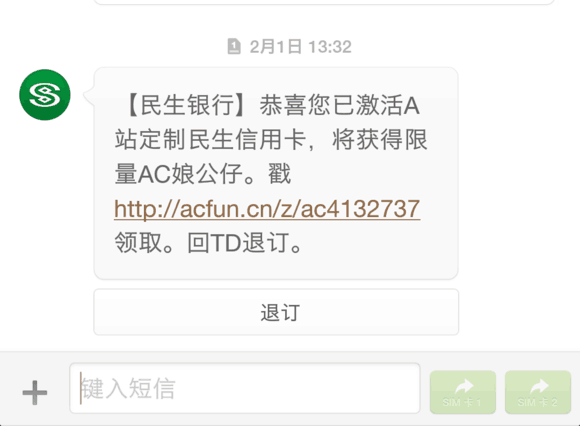 1 2月1日 13:32
【民生银行】恭喜您已激活A
站定制民生信用卡，将获得限
量AC娘公仔。戳
http://acfun.cn/z/ac4132737
领取。回TD退订。
退订
键入短信
SIM 卡 1
SIM 卡 2